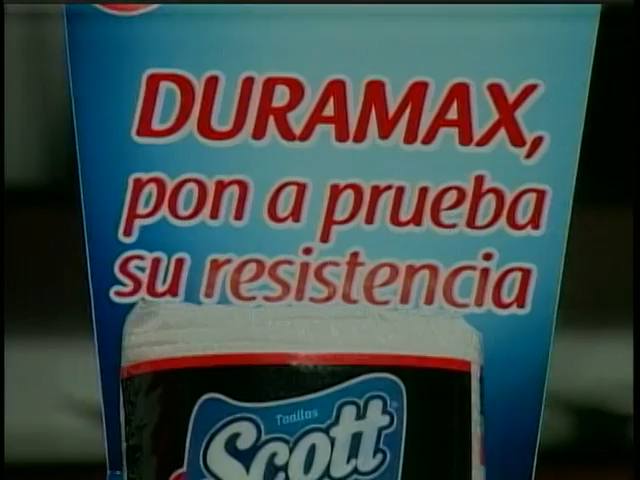 DURAMAX,
pon a prueba
su resistencia
Toallas
Scott